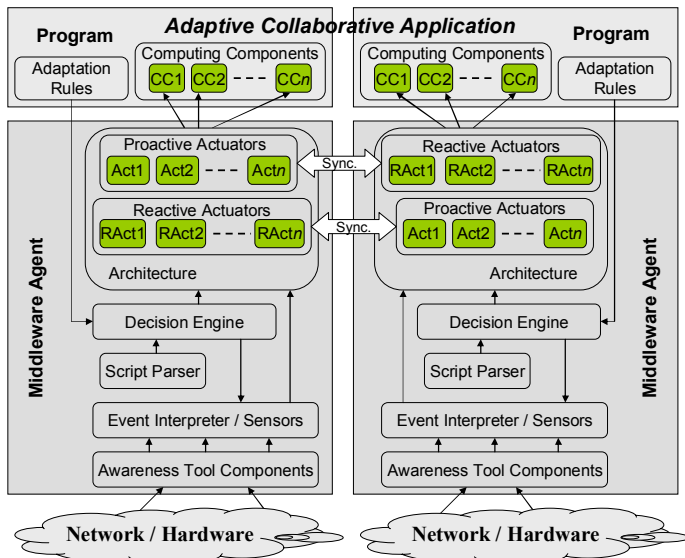 Adaptive Collaborative Application
Program
Computing Components
CC1 CC2 CCn
Adaptation
Rules
Proactive Actuators
Act1 Act2 Actn
Reactive Actuators
RAct1 RAct2 RActn
Architecture
Decision Engine
Script Parser
Event Interpreter / Sensors
Awareness Tool Components
Middleware Agent
Network / Hardware
Sync.
Sync.
Program
Computing Components
CC1 CC2 CCn
Adaptation
Rules
Reactive Actuators
RAct1 RAct2 RActn
Proactive Actuators
Act1 Act2 Actn
Architecture
Decision Engine
Script Parser
Event Interpreter / Sensors
Awareness Tool Components
Middleware Agent
Network / Hardware